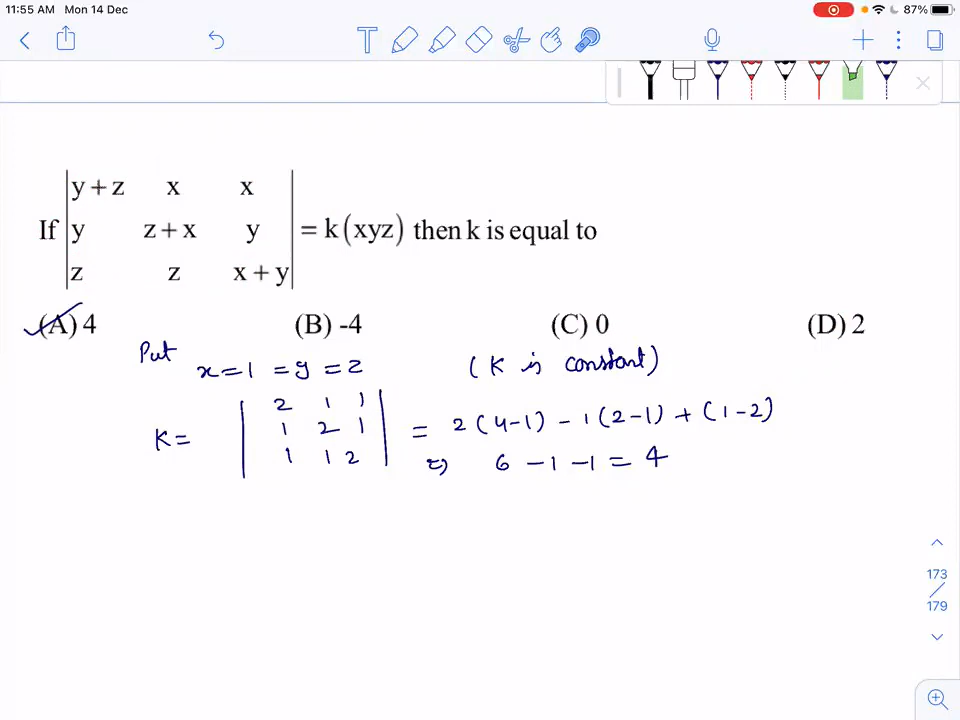 11:55 AM Mon 14 Dec 87%
If |y+z x x|
|y z+x y| = k(xyz) then k is equal to
|z z x+y|
(A) 4 (B) -4 (C) 0 (D) 2
Put x=1 =y =z (K is constant)
K= |2 1 1|
|1 2 1| = 2(4-1) -1(2-1) + (1-2)
|1 1 2| => 6 -1 -1 = 4
173
/
179